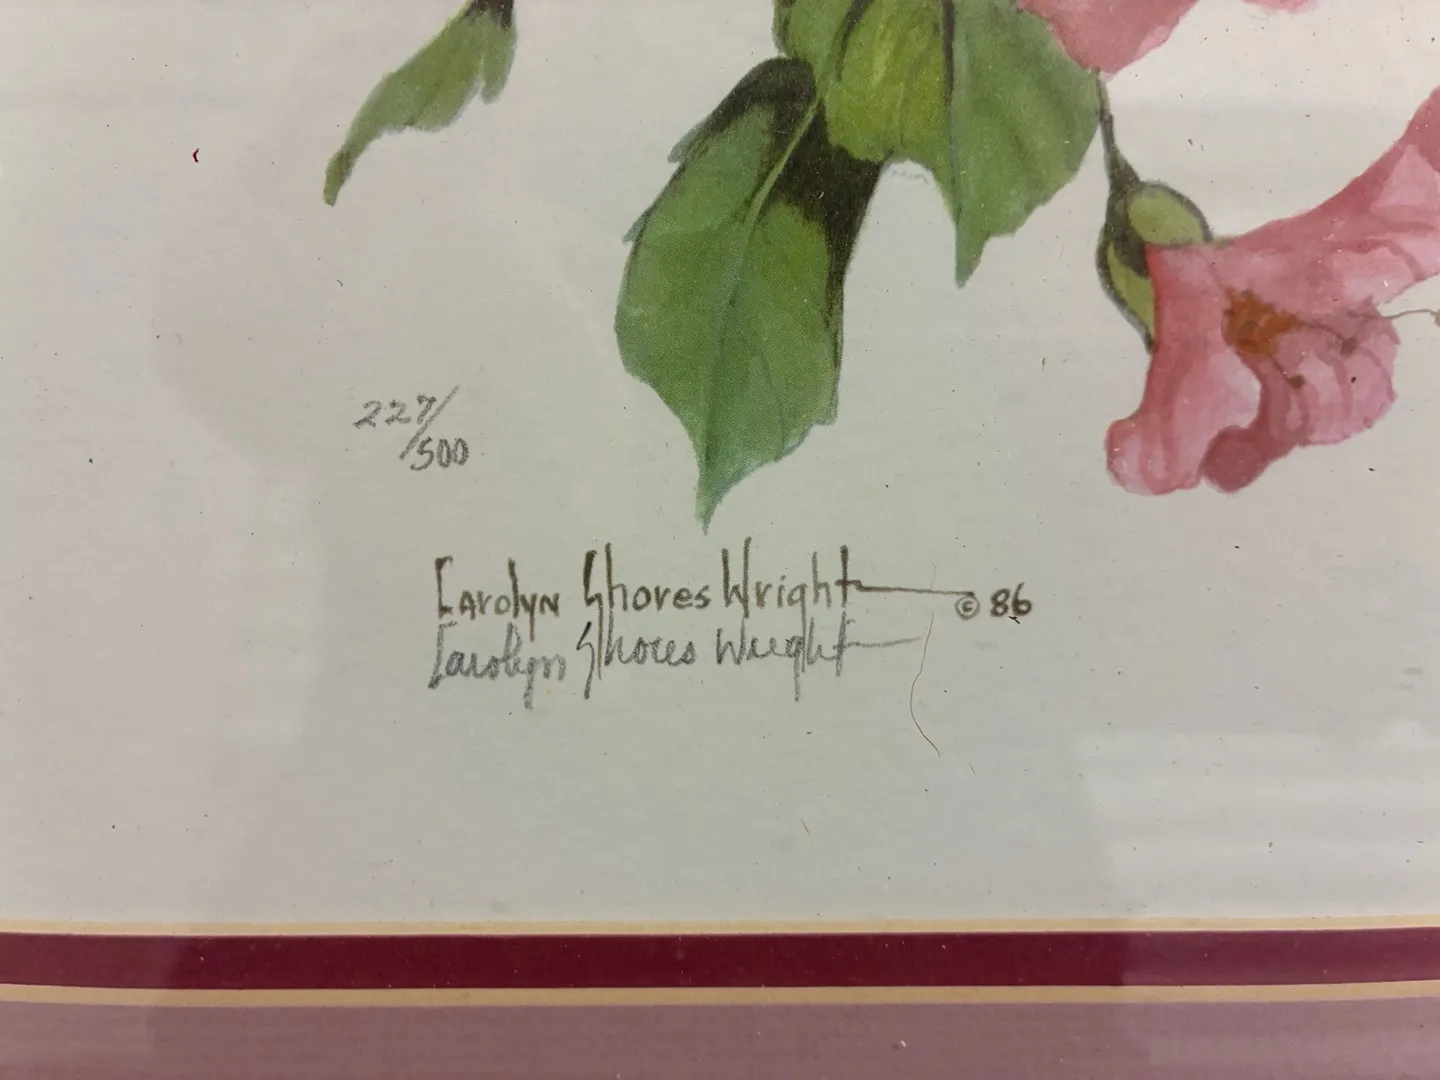 227/
/500
Carolyn Shores Wright © 86
Carolyn Shores Wright